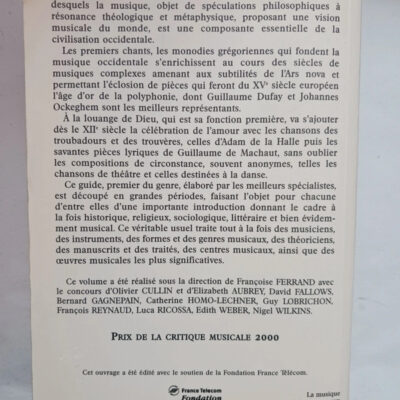 desquels la musique, objet de spéculations philosophiques à
résonance théologique et métaphysique, proposant une vision
musicale du monde, est une composante essentielle de la
civilisation occidentale.
Les premiers chants, les monodies grégoriennes qui fondent la
musique occidentale s'enrichissent au cours des siècles de
musiques complexes amenant aux subtilités de l'Ars nova et
permettant l'éclosion de pièces qui feront du XVe siècle européen
l'âge d'or de la polyphonie, dont Guillaume Dufay et Johannes
Ockeghem sont les meilleurs représentants.
À la louange de Dieu, qui est sa fonction première, va s'ajouter
dès le XIIe siècle la célébration de l'amour avec les chansons des
troubadours et des trouvères, celles d'Adam de la Halle puis les
savantes pièces lyriques de Guillaume de Machaut, sans oublier
les compositions de circonstance, souvent anonymes, telles les
chansons de théâtre et celles destinées à la danse.
Ce guide, premier du genre, élaboré par les meilleurs spécialistes,
est découpé en grandes périodes, faisant l'objet pour chacune
d'entre elles d'une importante introduction donnant le cadre à
la fois historique, religieux, sociologique, littéraire et bien évidem-
ment musical. Ce véritable usuel traite tout à la fois des musiciens,
des instruments, des formes et des genres musicaux, des théoriciens,
des manuscrits et des traités, des centres musicaux, ainsi que des
œuvres musicales les plus significatives.
Ce volume a été réalisé sous la direction de Françoise FERRAND avec
le concours d'Olivier CULLIN et d'Elizabeth AUBREY, David FALLOWS,
Bernard GAGNEPAIN, Catherine HOMO-LECHNER, Guy LOBRICHON,
François REYNAUD, Luca RICOSSA, Edith WEBER, Nigel WILKINS.
PRIX DE LA CRITIQUE MUSICALE 2000
Cet ouvrage a été édité avec le soutien de la Fondation France Télécom.
France Telecom
Fondation
La musique